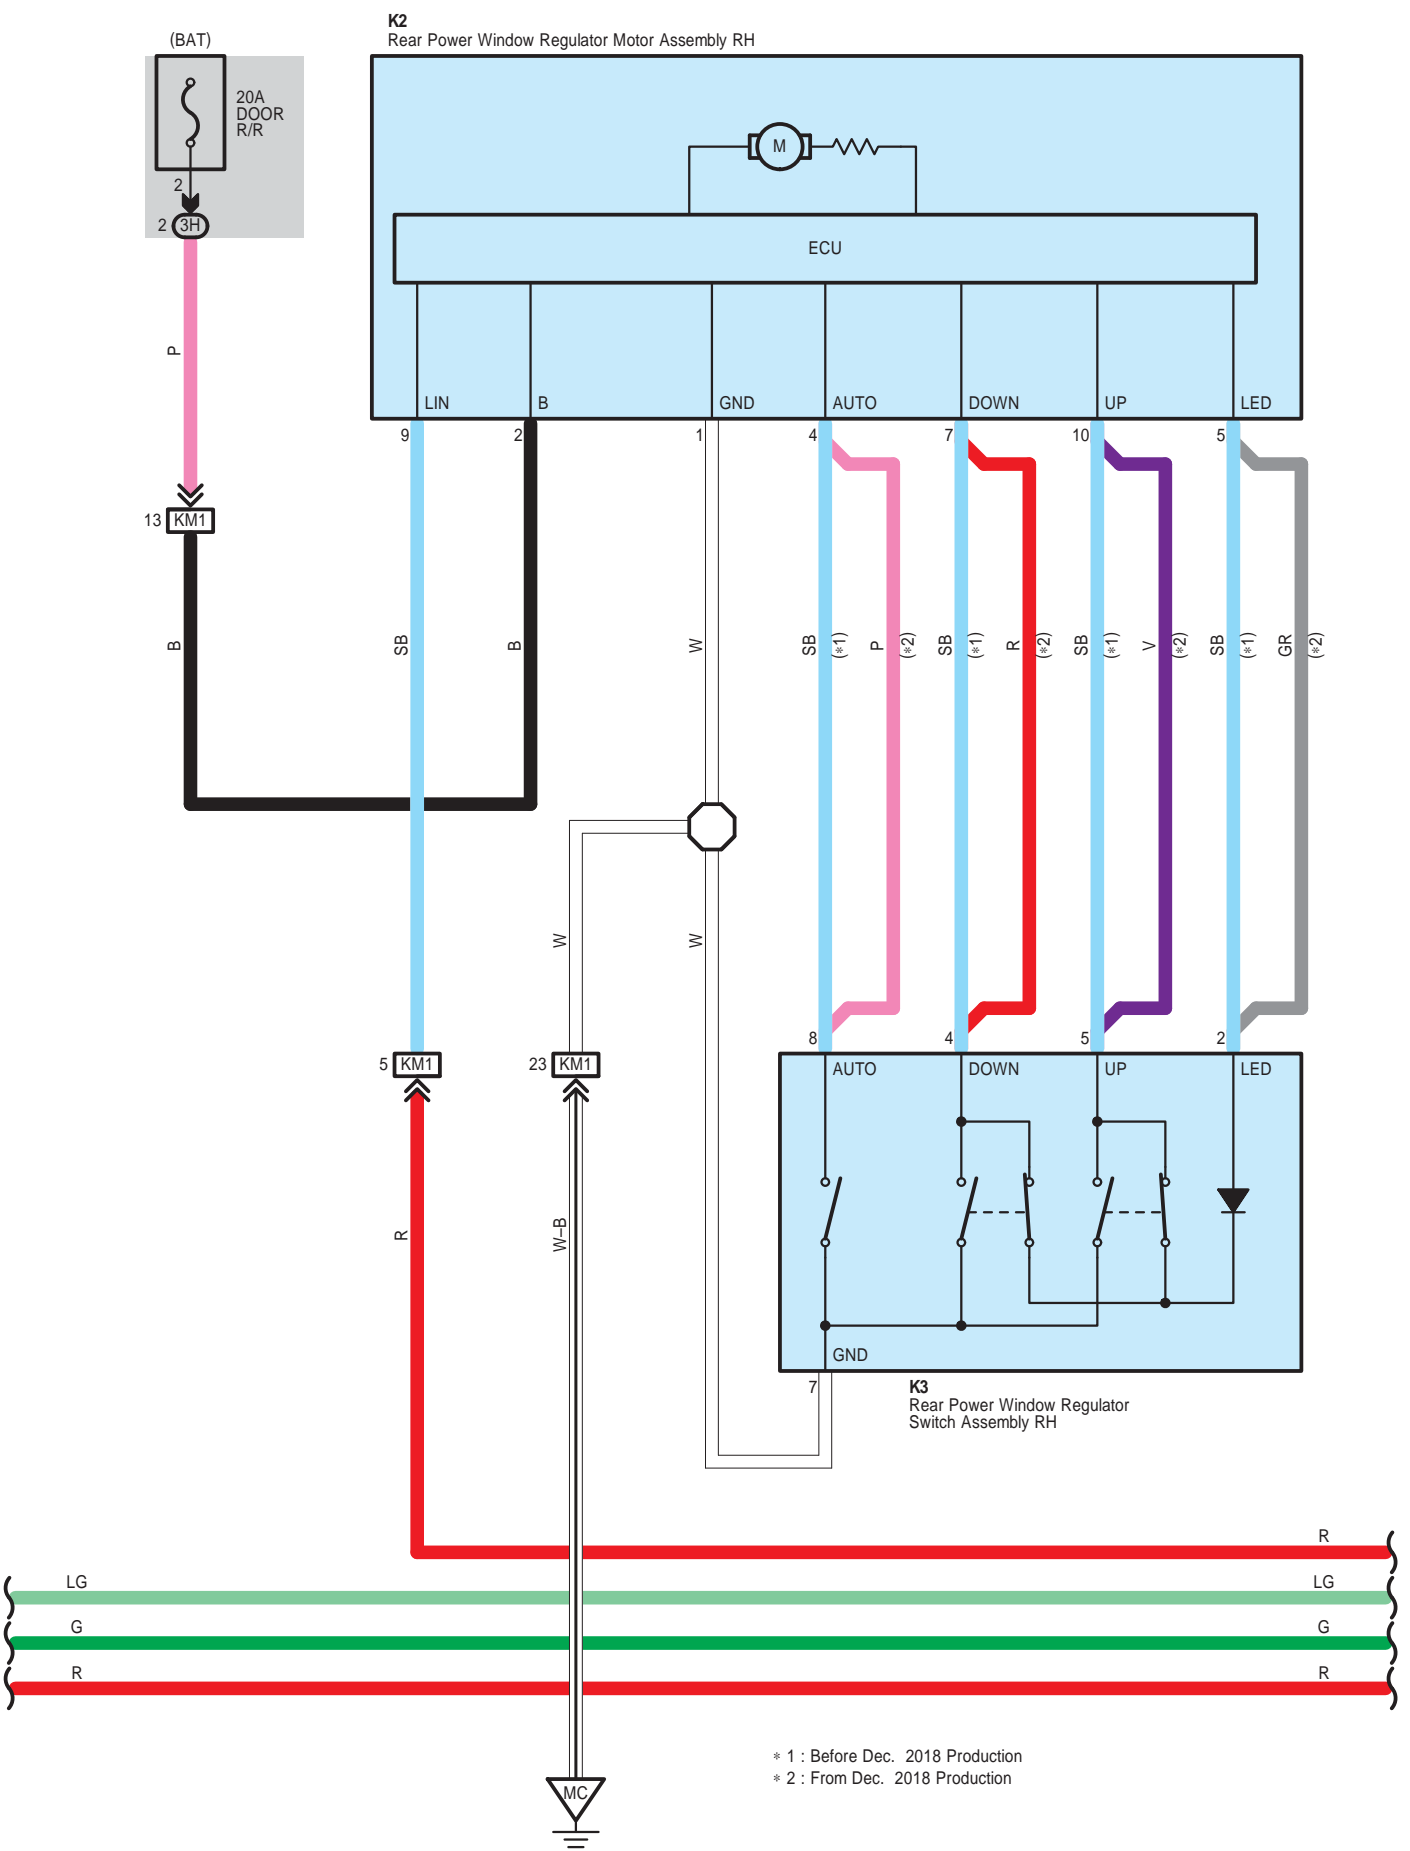 K2
Rear Power Window Regulator Motor Assembly RH
(BAT)
20A
DOOR
R/R
2
2 3H
M
ECU
P
LIN B GND AUTO DOWN UP LED
9 2 1 4 7 10 5
13 KM1
B SB B W SB (*1) P (*2) SB (*1) R (*2) SB (*1) V (*2) SB (*1) GR (*2)
W W
8 4 5 2
5 KM1 23 KM1
AUTO DOWN UP LED
R W–B
GND
7
K3
Rear Power Window Regulator
Switch Assembly RH
R
LG LG
G G
R R
* 1 : Before Dec. 2018 Production
* 2 : From Dec. 2018 Production
MC